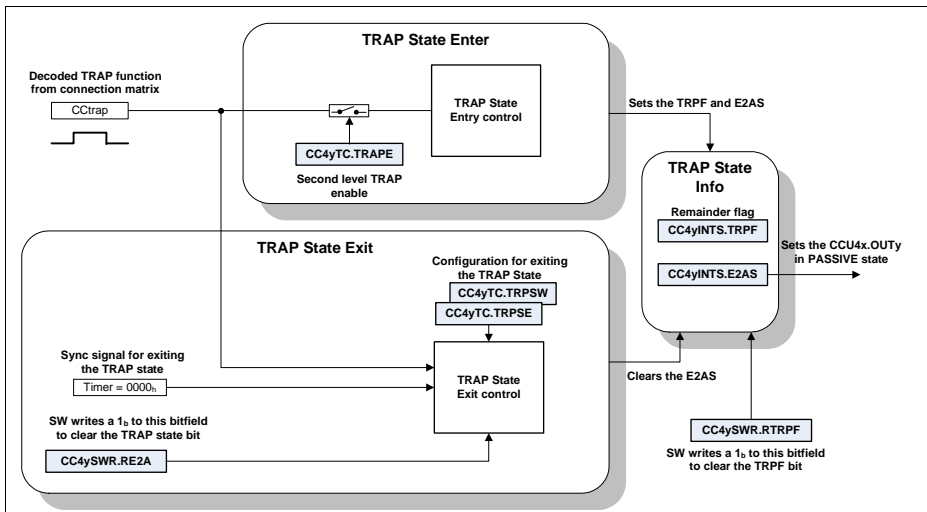 TRAP State Enter
Decoded TRAP function
from connection matrix
CCtrap
TRAP State
Entry control
CC4yTC.TRAPE
Second level TRAP
enable
Sets the TRPF and E2AS
TRAP State
Info
Remainder flag
CC4yINTS.TRPF
CC4yINTS.E2AS
Sets the CCU4x.OUTy
in PASSIVE state
TRAP State Exit
Configuration for exiting
the TRAP State
CC4yTC.TRPSW
CC4yTC.TRPSE
Sync signal for exiting
the TRAP state
Timer = 0000h
TRAP State
Exit control
Clears the E2AS
SW writes a 1b to this bitfield
to clear the TRAP state bit
CC4ySWR.RE2A
CC4ySWR.RTRPF
SW writes a 1b to this bitfield
to clear the TRPF bit